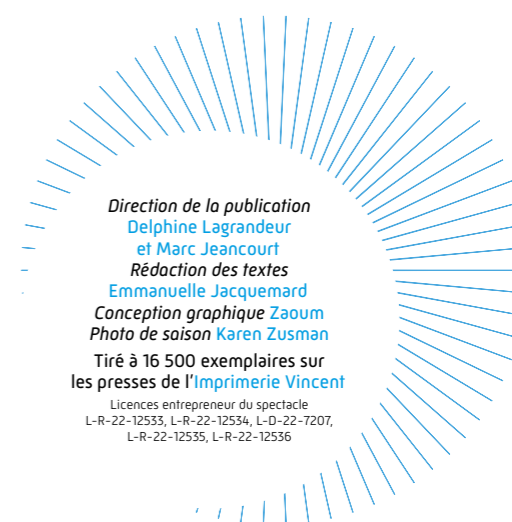 Direction de la publication
Delphine Lagrandeur
et Marc Jeancourt
Rédaction des textes
Emmanuelle Jacquemard
Conception graphique Zaoum
Photo de saison Karen Zusman
Tiré à 16 500 exemplaires sur
les presses de l'Imprimerie Vincent
Licences entrepreneur du spectacle
L-R-22-12533, L-R-22-12534, L-D-22-7207,
L-R-22-12535, L-R-22-12536